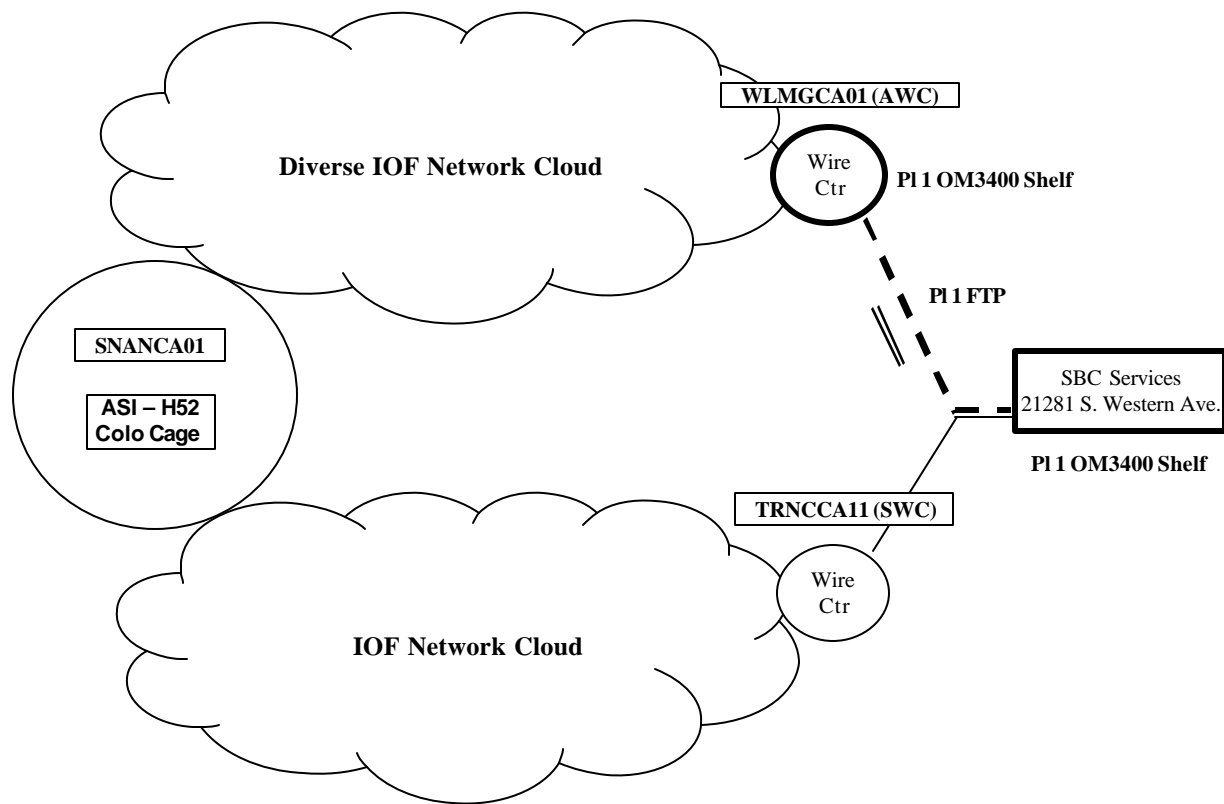 WLMGCA01 (AWC)
Diverse IOF Network Cloud
Wire
Ctr
Pl 1 OM3400 Shelf
Pl 1 FTP
SNANCA01
ASI – H52
Colo Cage
SBC Services
21281 S. Western Ave.
Pl 1 OM3400 Shelf
TRNCCA11 (SWC)
Wire
Ctr
IOF Network Cloud